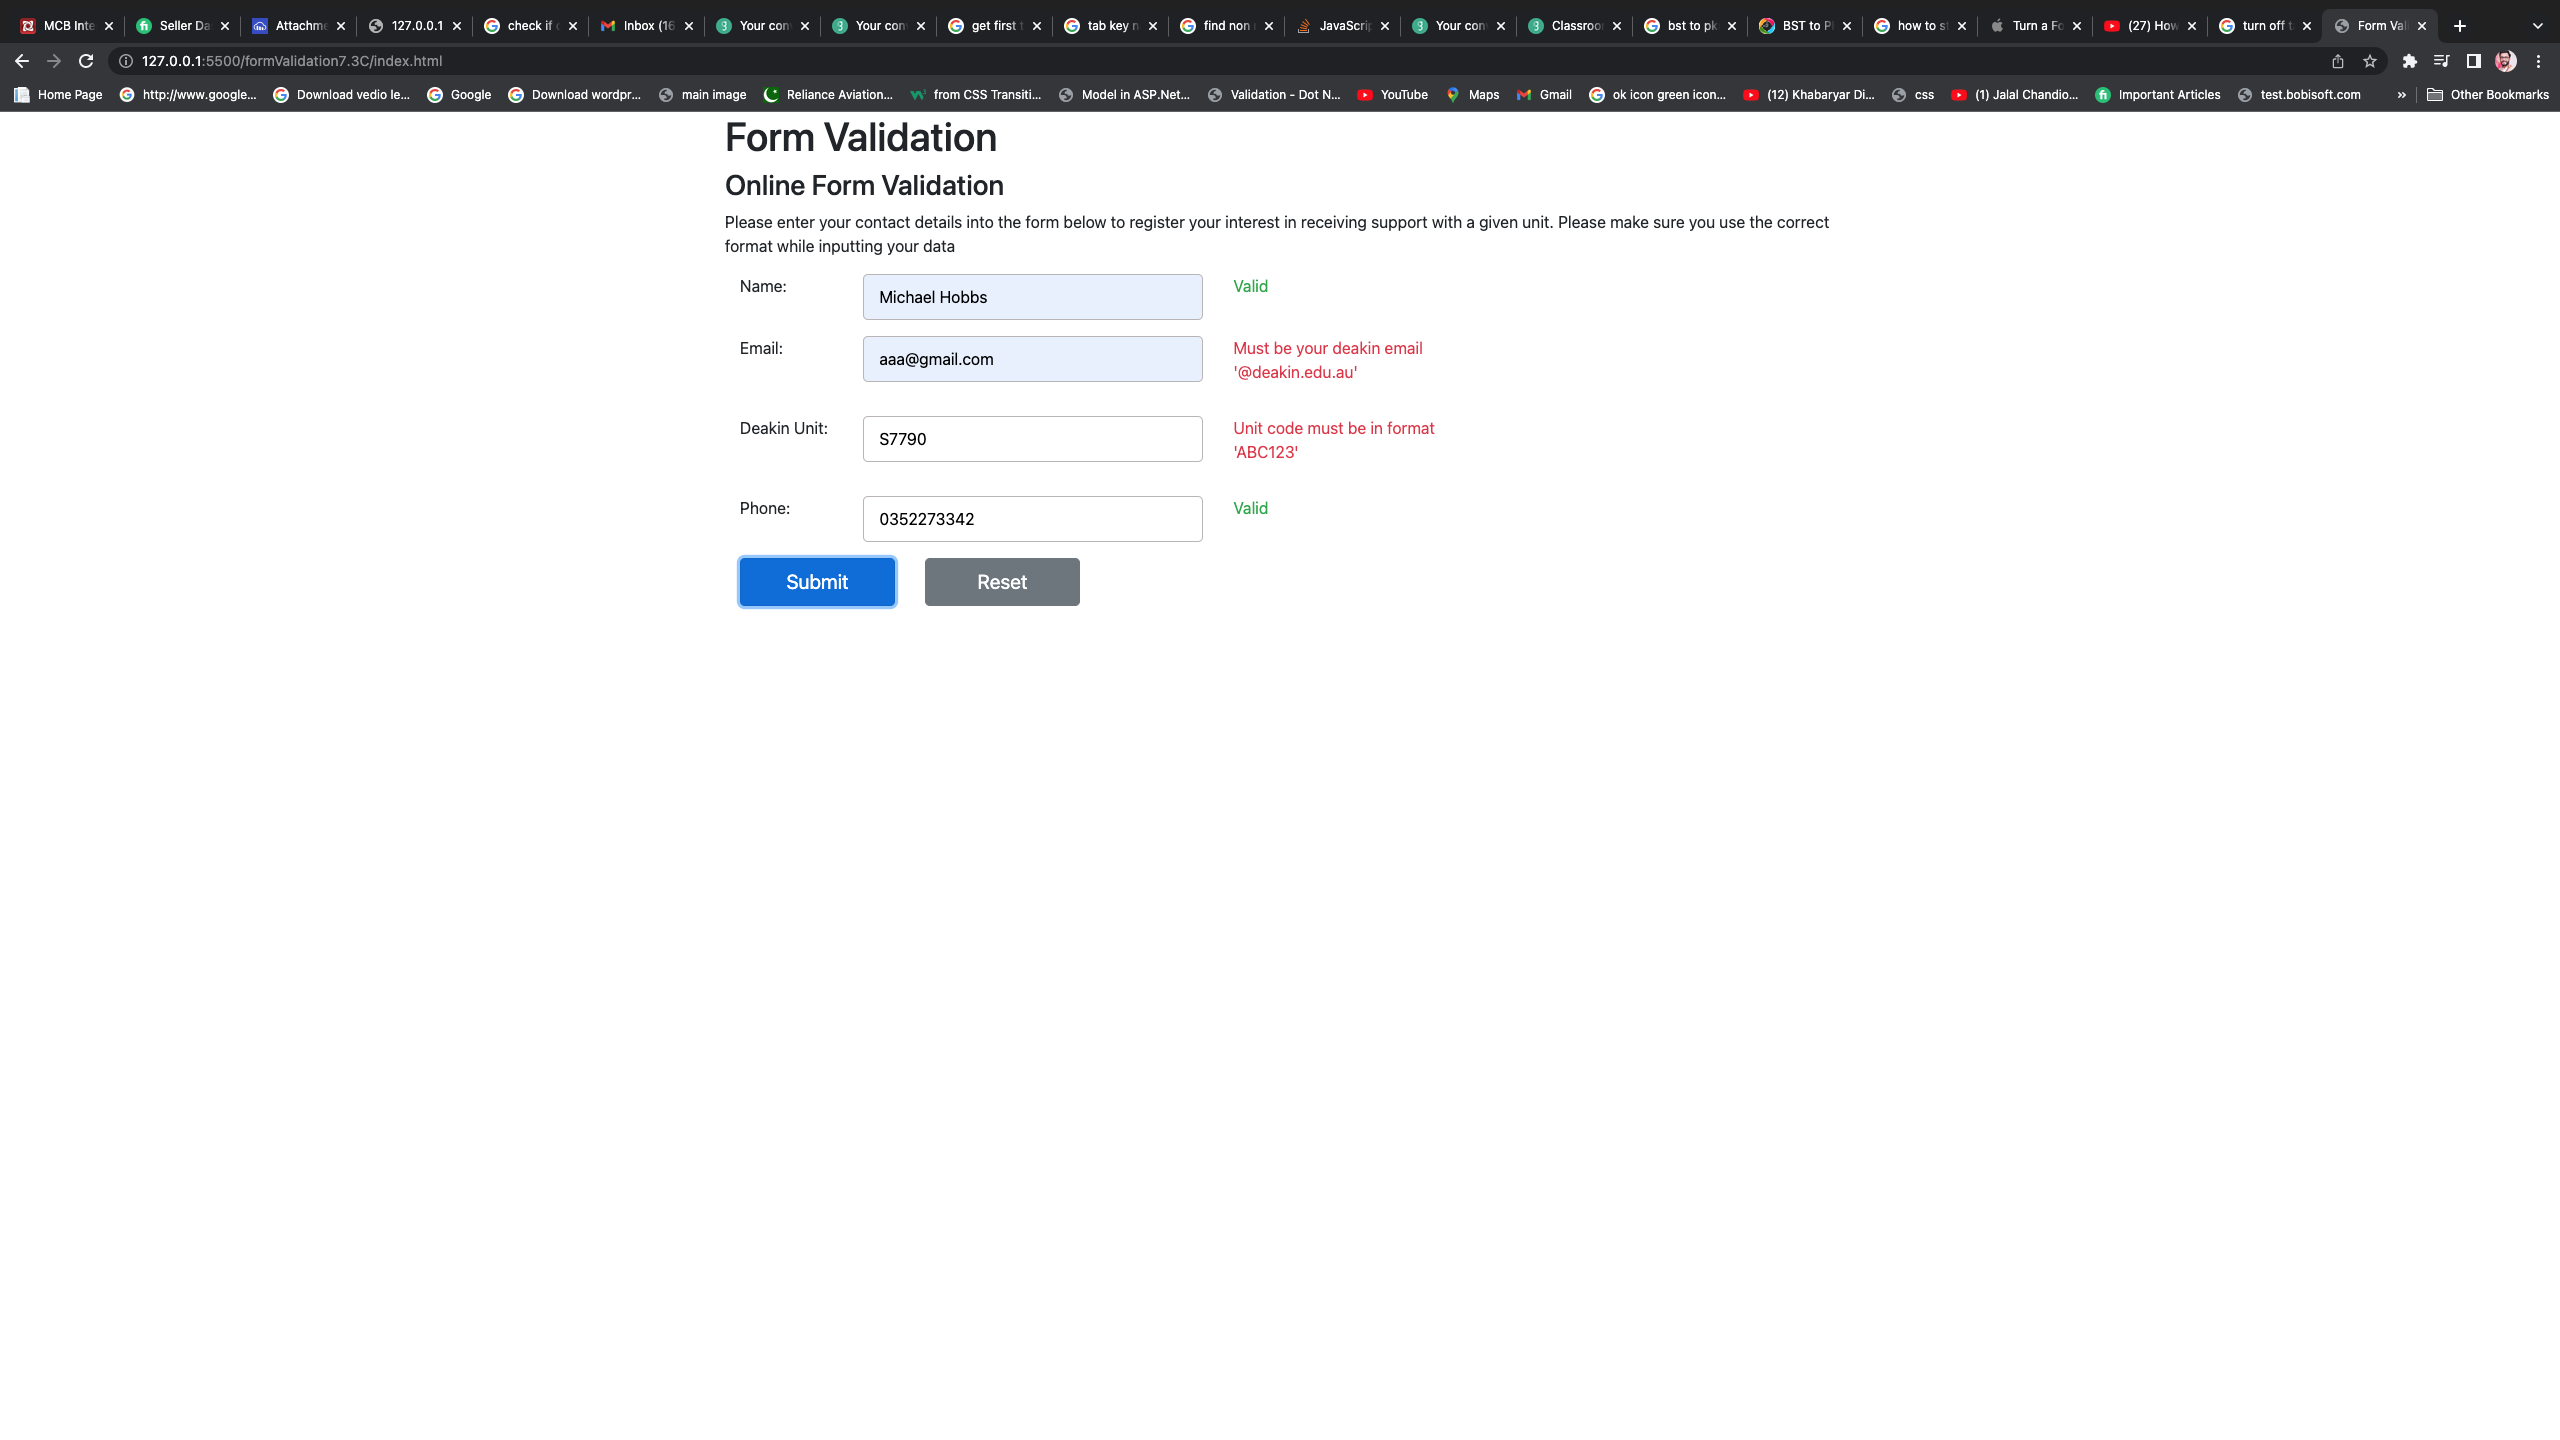 MCB Inte
Seller Da
Attachme
127.0.0.1
check if
Inbox (16
Your con
Your con
get first
tab key n
find non
JavaScrip
Your con
Classroor
bst to pk
BST to P
how to s
Turn a Fo
(27) How
turn off t
Form Vali
127.0.0.1:5500/formValidation7.3C/index.html
Home Page
http://www.google...
Download vedio le...
Google
Download wordpr...
main image
Reliance Aviation...
from CSS Transiti...
Model in ASP.Net...
Validation - Dot N...
YouTube
Maps
Gmail
ok icon green icon...
(12) Khabaryar Di...
css
(1) Jalal Chandio...
Important Articles
test.bobisoft.com
»
Other Bookmarks
Form Validation
Online Form Validation
Please enter your contact details into the form below to register your interest in receiving support with a given unit. Please make sure you use the correct
format while inputting your data
Name:
Michael Hobbs
Valid
Email:
aaa@gmail.com
Must be your deakin email
'@deakin.edu.au'
Deakin Unit:
S7790
Unit code must be in format
'ABC123'
Phone:
0352273342
Valid
Submit
Reset